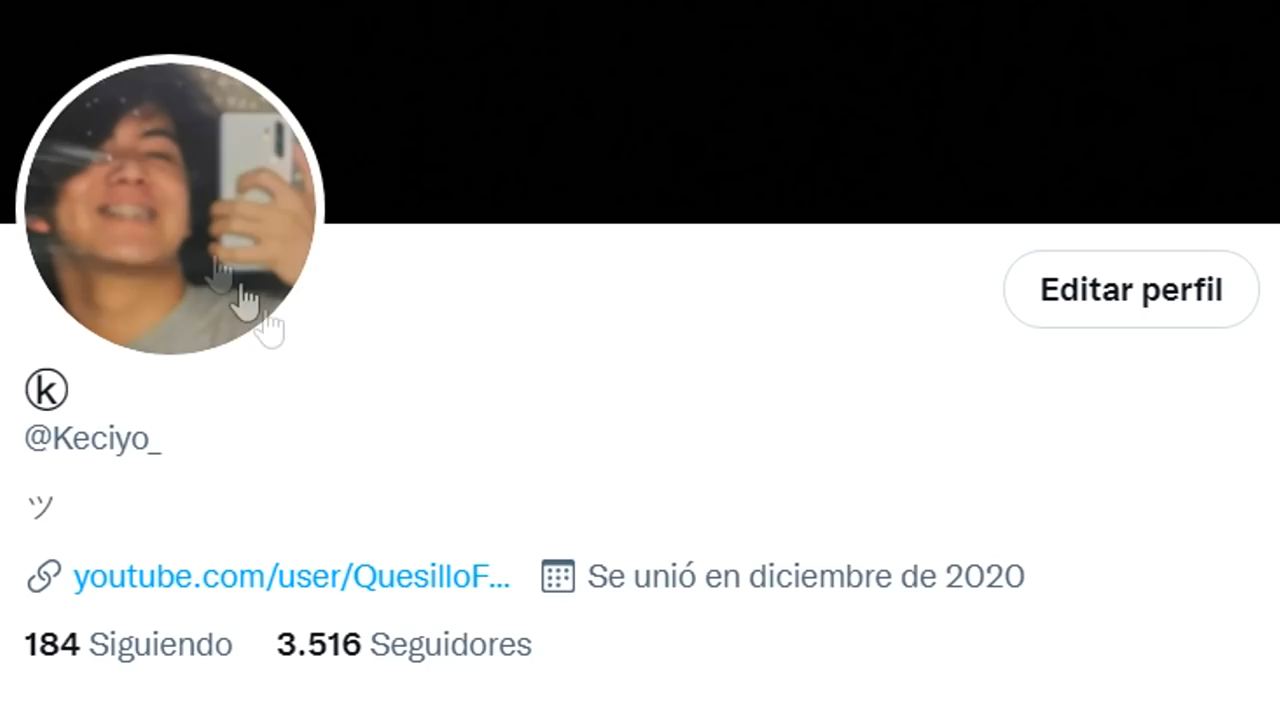 Editar perfil
ⓚ
@Keciyo_
ツ
youtube.com/user/QuesilloF... Se unió en diciembre de 2020
184 Siguiendo 3.516 Seguidores